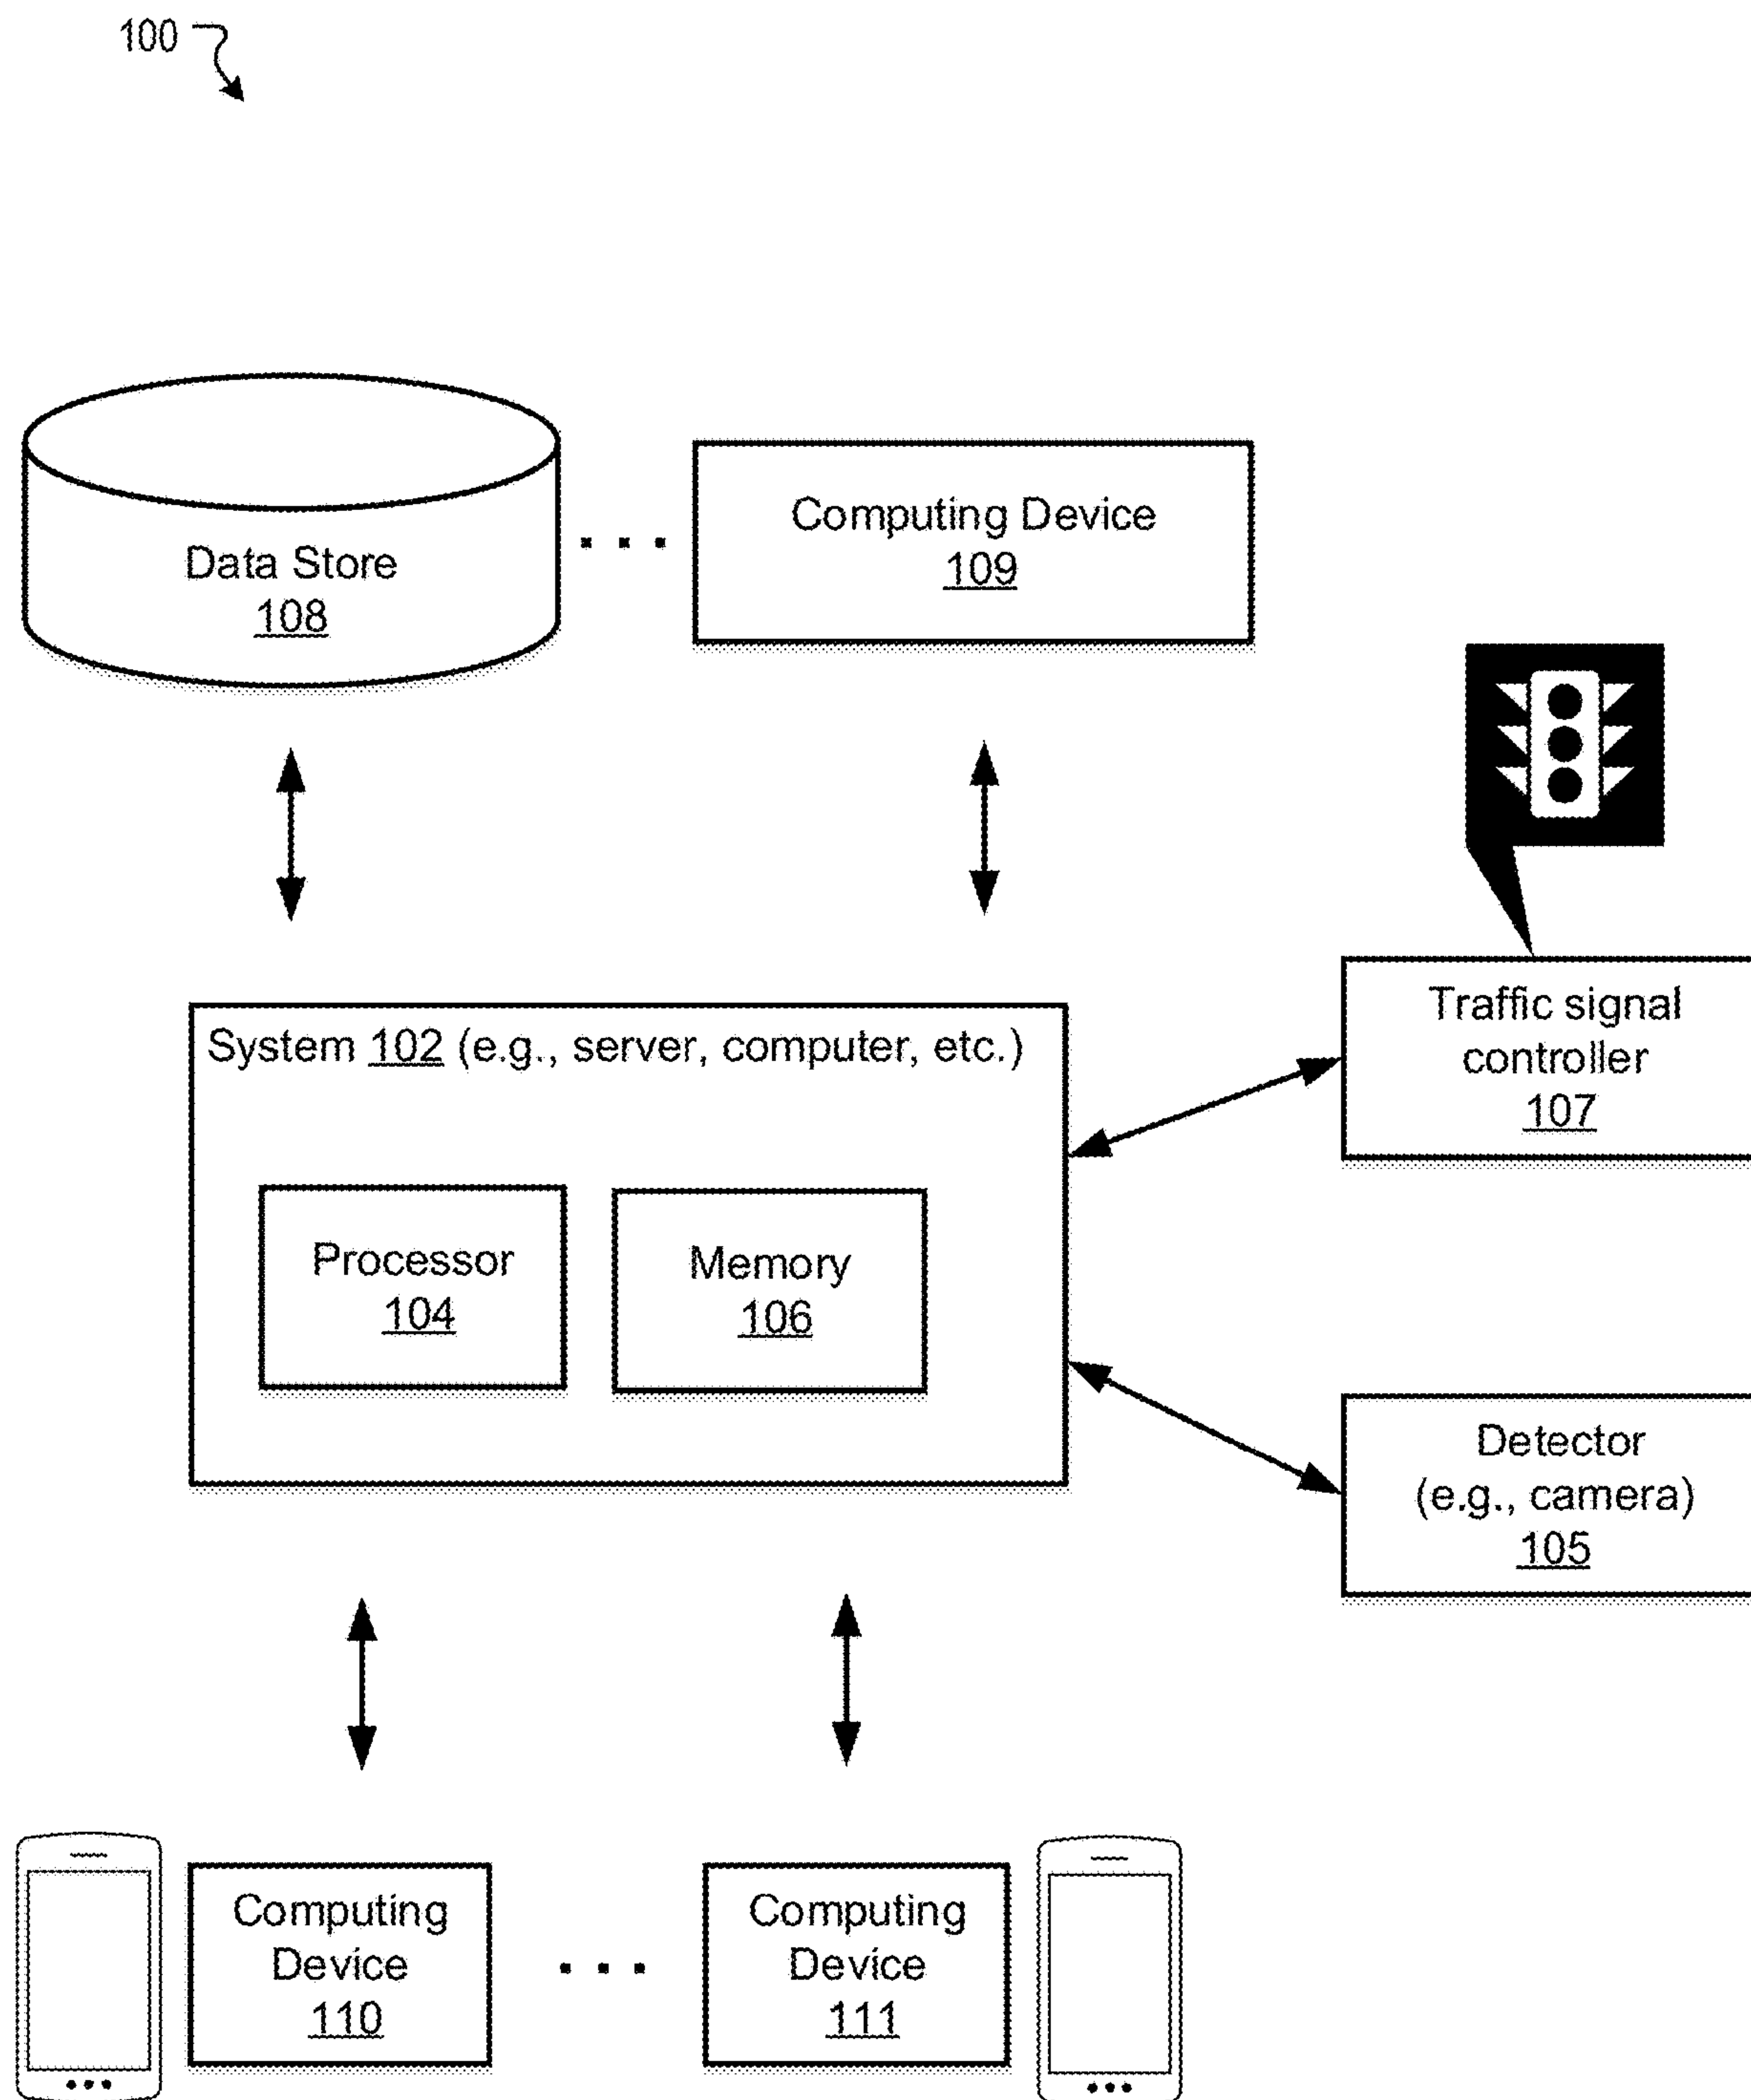 100
Data Store
108
Computing Device
109
Traffic signal
controller
107
System 102 (e.g., server, computer, etc.)
Processor
104
Memory
106
Detector
(e.g., camera)
105
Computing
Device
110
Computing
Device
111